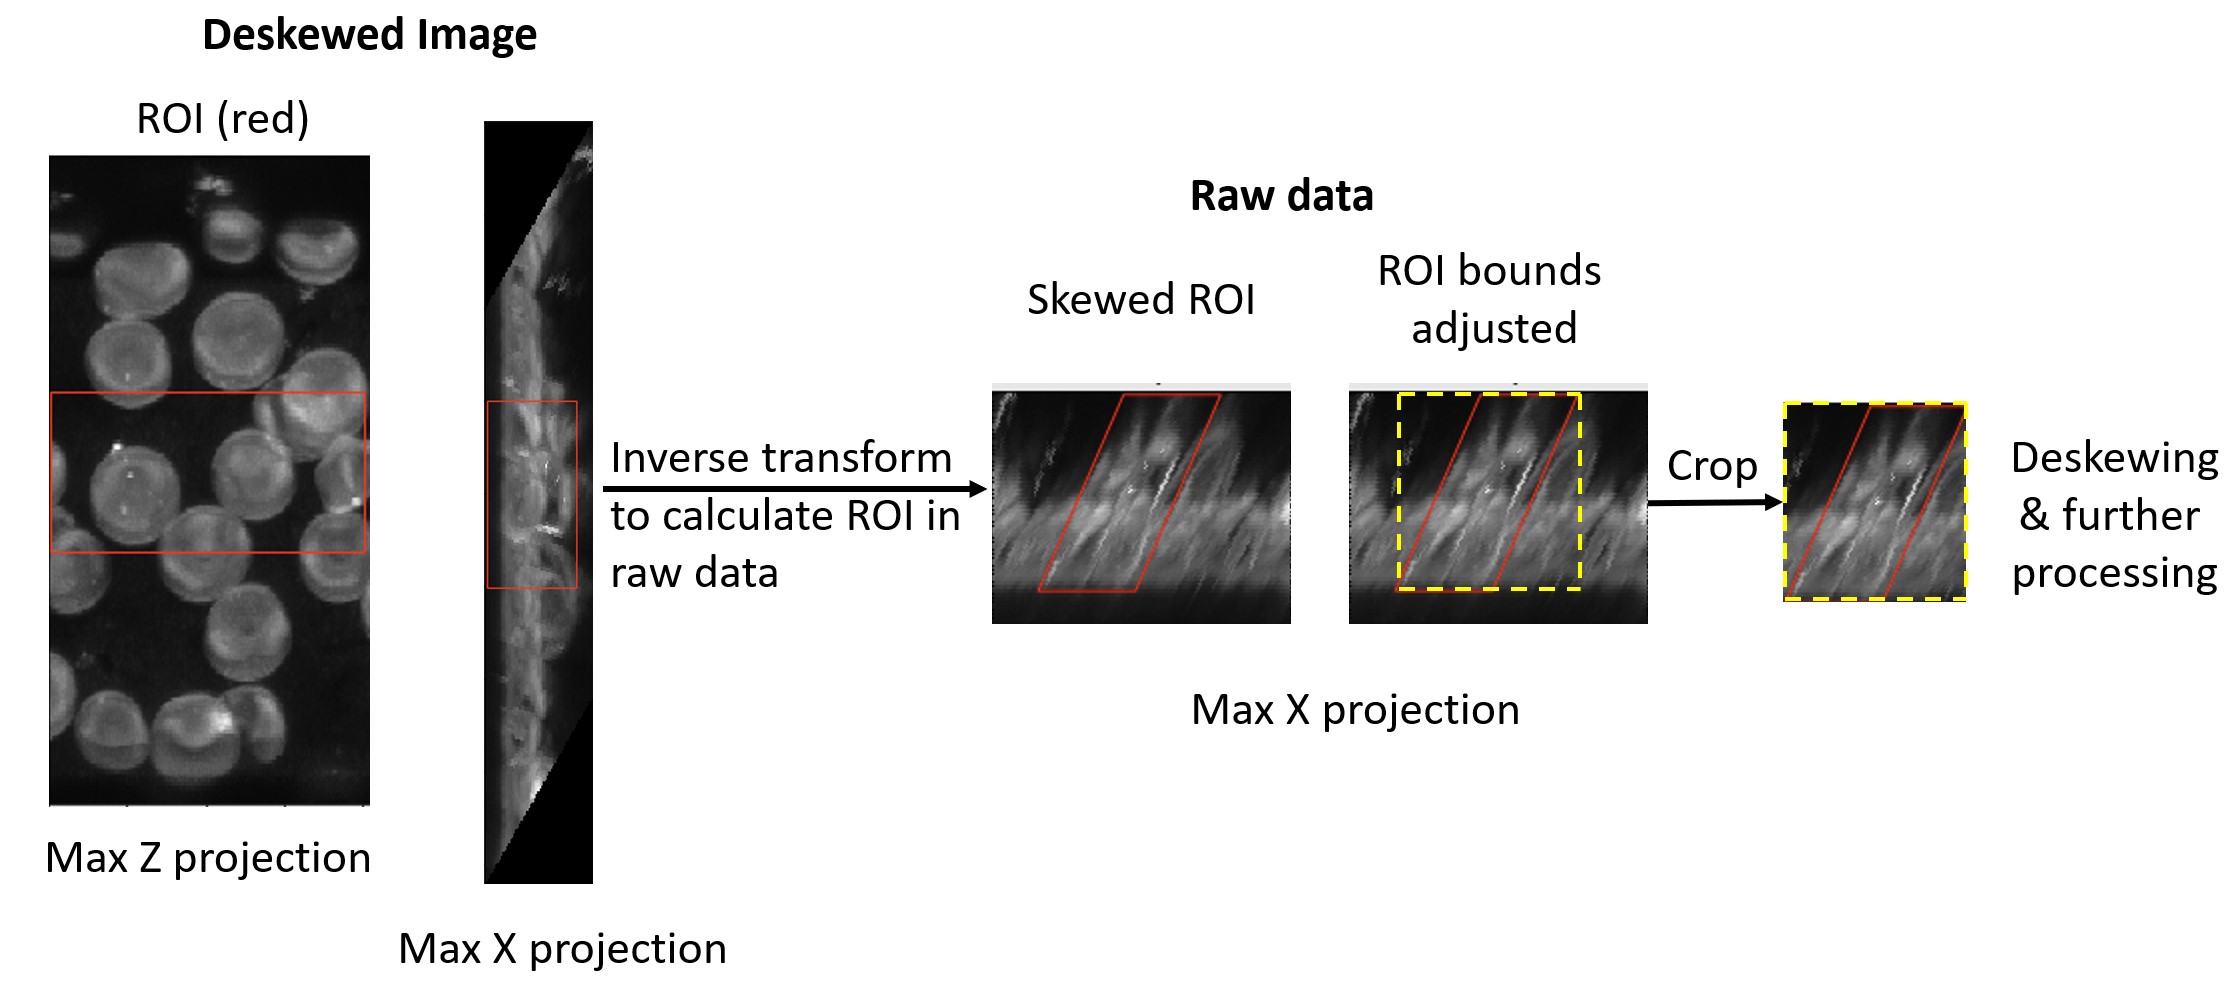 Deskewed Image
ROI (red)
Max Z projection
Max X projection
Inverse transform
to calculate ROI in
raw data
Raw data
Skewed ROI
ROI bounds
adjusted
Max X projection
Crop
Deskewing
& further
processing